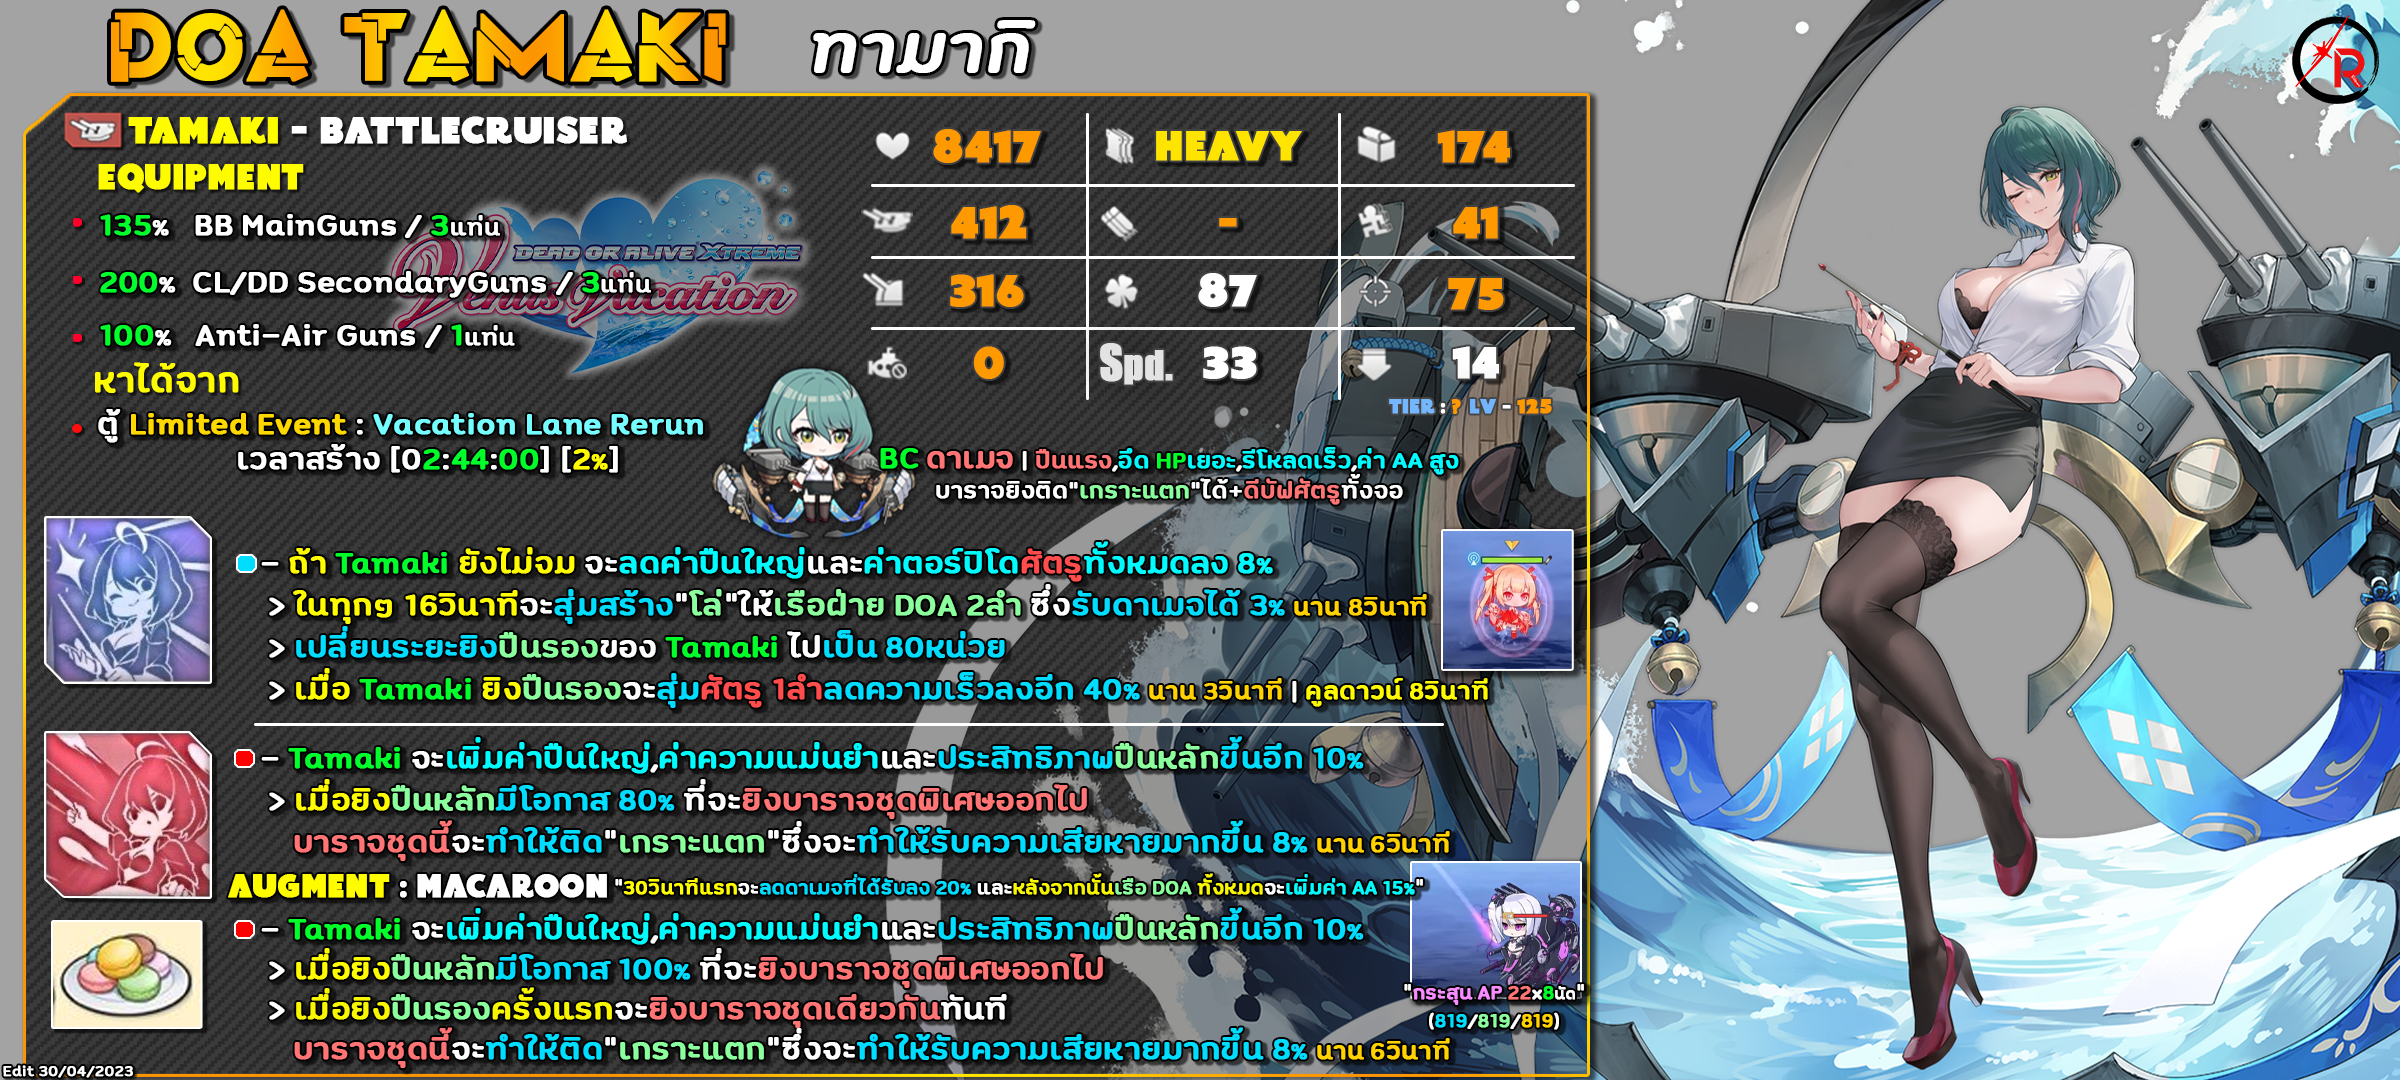 DOA TAMAKI ทามากิ
R
TAMAKI - BATTLECRUISER
EQUIPMENT
135% BB MainGuns / 3แท่น
200% CL/DD SecondaryGuns / 3แท่น
100% Anti-Air Guns / 1แท่น
DEAD OR ALIVE XTREME
Venus Vacation
8417 HEAVY 174
412 - 41
316 87 75
0 Spd. 33 14
TIER : ? LV - 125
หาได้จาก
ตู้ Limited Event : Vacation Lane Rerun
เวลาสร้าง [02:44:00] [2%]
BC ดาเมจ | ปืนแรง,อึด HPเยอะ,รีโหลดเร็ว,ค่า AA สูง
บาราจยิงติด"เกราะแตก"ได้+ดีบัฟศัตรูทั้งจอ
- ถ้า Tamaki ยังไม่จม จะลดค่าปืนใหญ่และค่าตอร์ปิโดศัตรูทั้งหมดลง 8%
> ในทุกๆ 16วินาทีจะสุ่มสร้าง"โล่"ให้เรือฝ่าย DOA 2ลำ ซึ่งรับดาเมจได้ 3% นาน 8วินาที
> เปลี่ยนระยะยิงปืนรองของ Tamaki ไปเป็น 80หน่วย
> เมื่อ Tamaki ยิงปืนรองจะสุ่มศัตรู 1ลำลดความเร็วลงอีก 40% นาน 3วินาที | คูลดาวน์ 8วินาที
- Tamaki จะเพิ่มค่าปืนใหญ่,ค่าความแม่นยำและประสิทธิภาพปืนหลักขึ้นอีก 10%
> เมื่อยิงปืนหลักมีโอกาส 80% ที่จะยิงบาราจชุดพิเศษออกไป
บาราจชุดนี้จะทำให้ติด"เกราะแตก"ซึ่งจะทำให้รับความเสียหายมากขึ้น 8% นาน 6วินาที
AUGMENT : MACAROON "30วินาทีแรกจะลดดาเมจที่ได้รับลง 20% และหลังจากนั้นเรือ DOA ทั้งหมดจะเพิ่มค่า AA 15%"
- Tamaki จะเพิ่มค่าปืนใหญ่,ค่าความแม่นยำและประสิทธิภาพปืนหลักขึ้นอีก 10%
> เมื่อยิงปืนหลักมีโอกาส 100% ที่จะยิงบาราจชุดพิเศษออกไป
> เมื่อยิงปืนรองครั้งแรกจะยิงบาราจชุดเดียวกันทันที
บาราจชุดนี้จะทำให้ติด"เกราะแตก"ซึ่งจะทำให้รับความเสียหายมากขึ้น 8% นาน 6วินาที
"กระสุน AP 22x8นัด"
(819/819/819)
Edit 30/04/2023